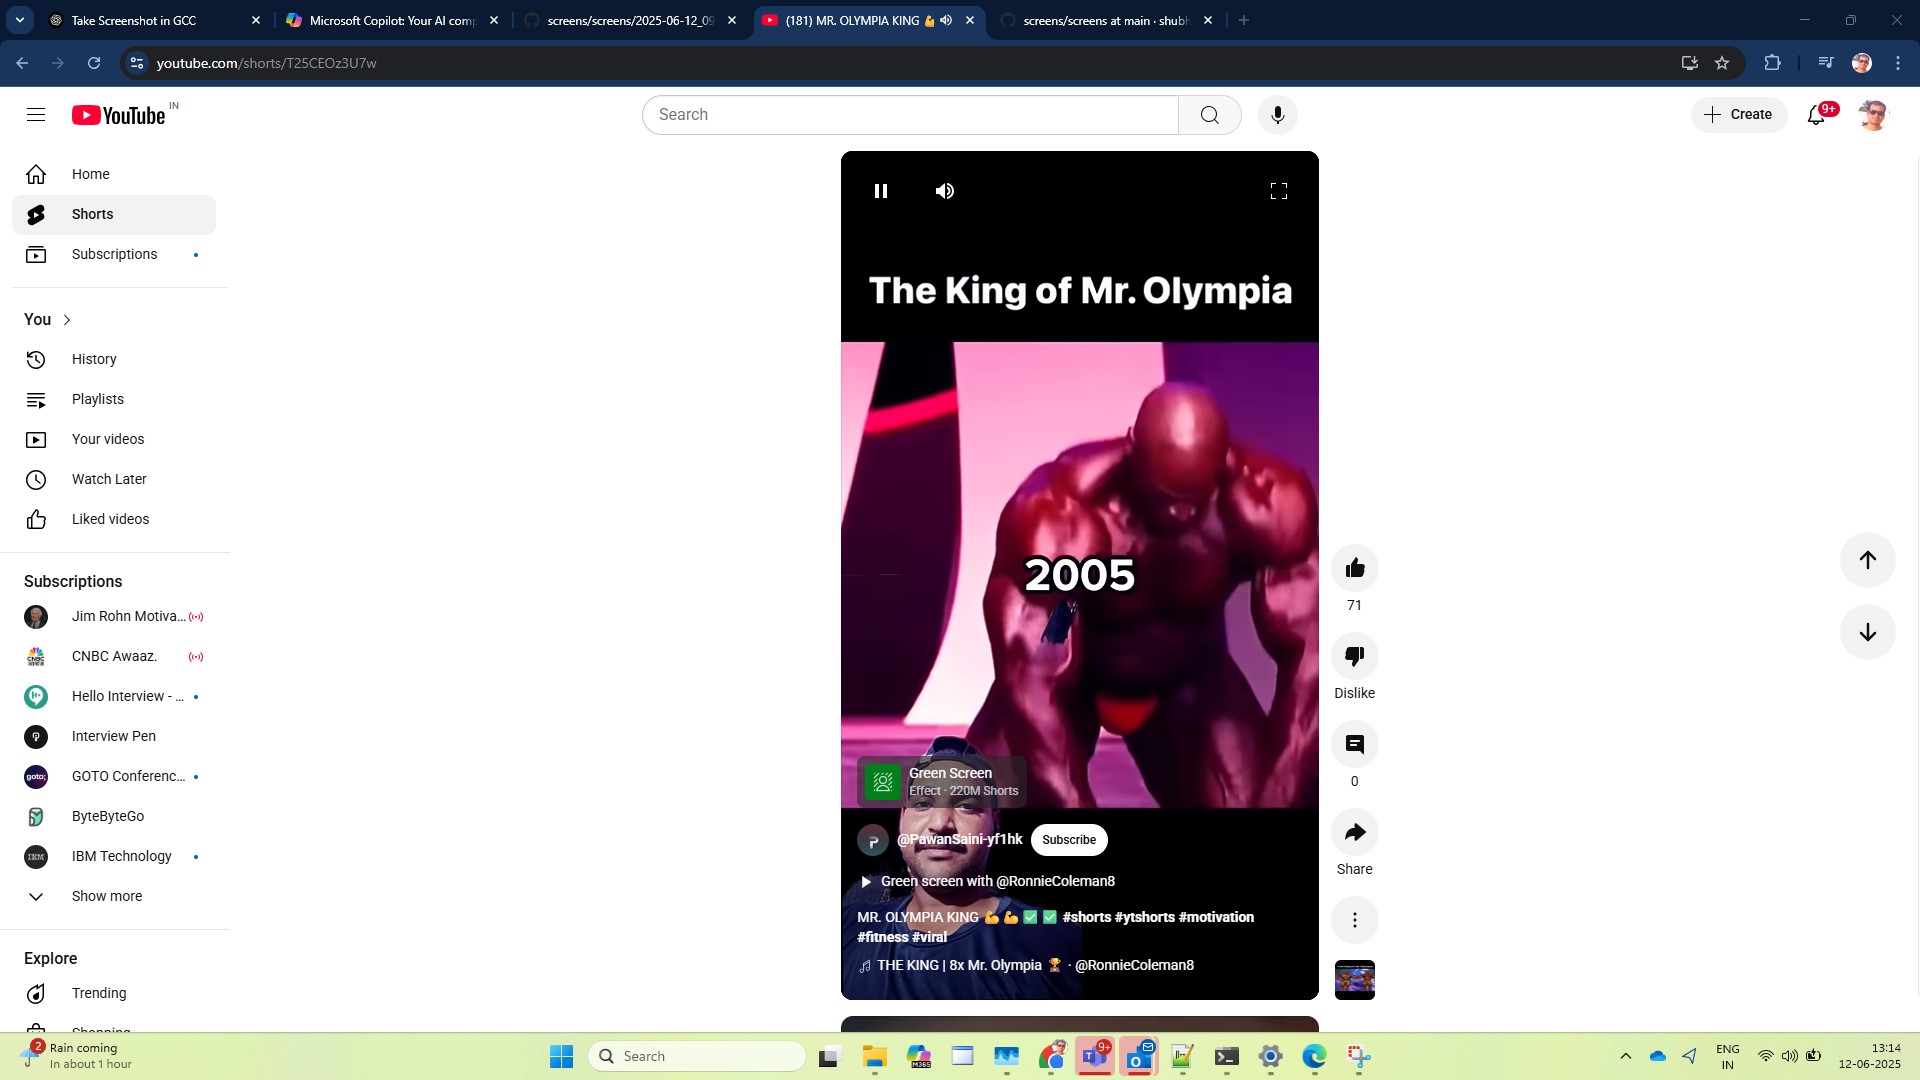 Take Screenshot in GCC
Microsoft Copilot: Your AI comp
screens/screens/2025-06-12_09
(181) MR. OLYMPIA KING 💪
screens/screens at main · shubh
youtube.com/shorts/T25CEOz3U7w
YouTube IN
Search
Create
9+
Home
Shorts
Subscriptions
You
History
Playlists
Your videos
Watch Later
Liked videos
Subscriptions
Jim Rohn Motiva...
CNBC Awaaz.
Hello Interview - ...
Interview Pen
GOTO Conferenc...
ByteByteGo
IBM Technology
Show more
Explore
Trending
Shopping
The King of Mr. Olympia
2005
Green Screen
Effect · 220M Shorts
@PawanSaini-yf1hk
Subscribe
Green screen with @RonnieColeman8
MR. OLYMPIA KING 💪💪✅✅ #shorts #ytshorts #motivation
#fitness #viral
THE KING | 8x Mr. Olympia 🏆 · @RonnieColeman8
71
Dislike
0
Share
2
Rain coming
In about 1 hour
Search
M365
9+
ENG
IN
13:14
12-06-2025